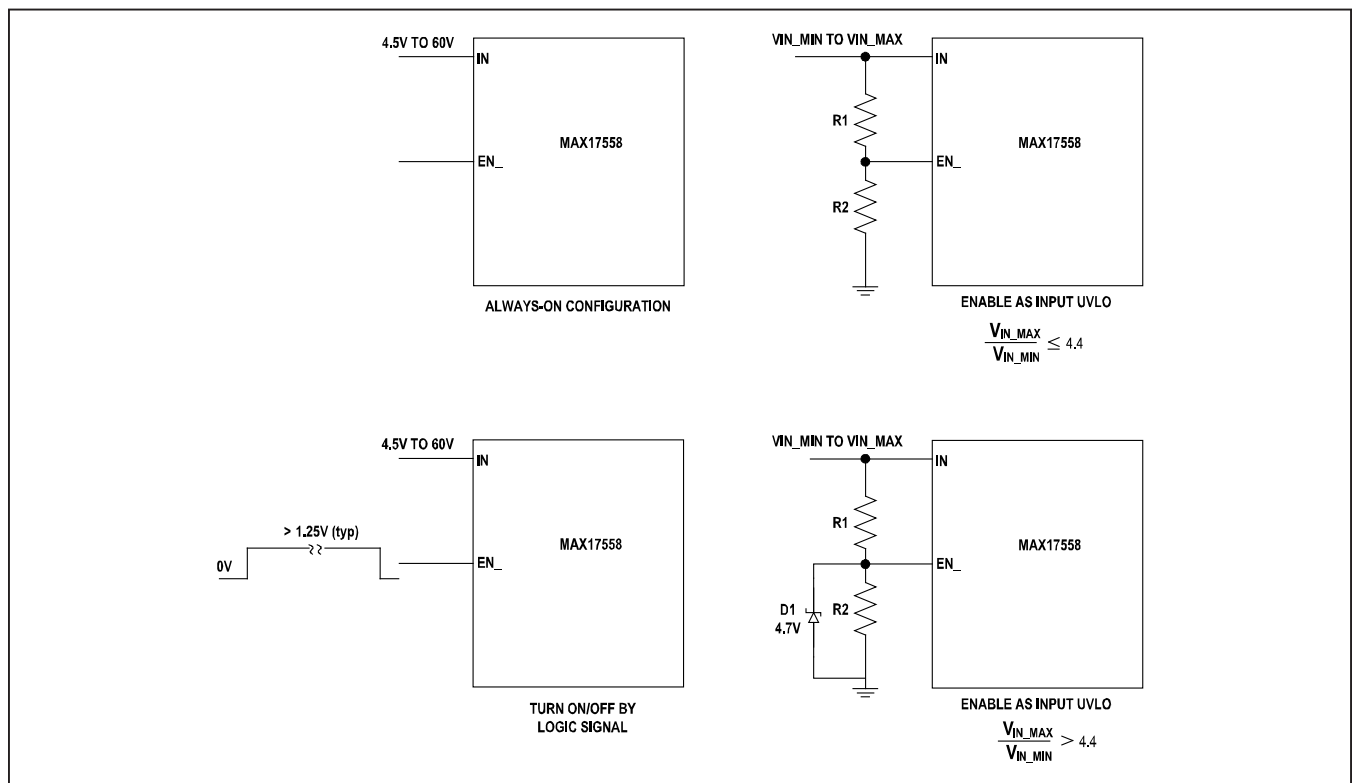 4.5V TO 60V
IN
MAX17558
EN_
ALWAYS-ON CONFIGURATION
VIN_MIN TO VIN_MAX
IN
R1
MAX17558
EN_
R2
ENABLE AS INPUT UVLO
VIN_MAX
VIN_MIN ≤ 4.4
4.5V TO 60V
IN
> 1.25V (typ)
MAX17558
0V
EN_
TURN ON/OFF BY
LOGIC SIGNAL
VIN_MIN TO VIN_MAX
IN
R1
MAX17558
EN_
D1
4.7V
R2
ENABLE AS INPUT UVLO
VIN_MAX
VIN_MIN > 4.4